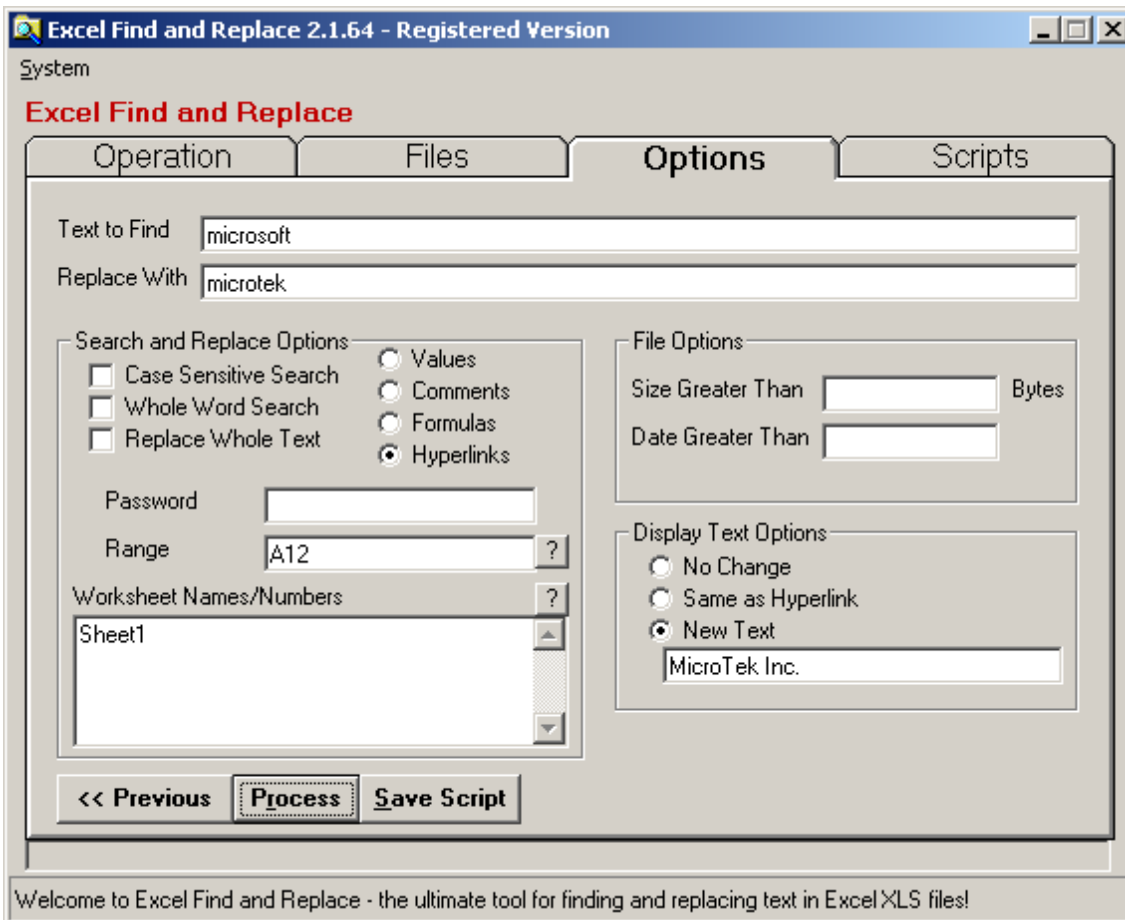 Excel Find and Replace 2.1.64 - Registered Version
System
Excel Find and Replace
Operation Files Options Scripts
Text to Find microsoft
Replace With microtek
Search and Replace Options
Case Sensitive Search
Whole Word Search
Replace Whole Text
Values
Comments
Formulas
Hyperlinks
Password
Range A12 ?
Worksheet Names/Numbers ?
Sheet1
File Options
Size Greater Than Bytes
Date Greater Than
Display Text Options
No Change
Same as Hyperlink
New Text
MicroTek Inc.
<< Previous Process Save Script
Welcome to Excel Find and Replace - the ultimate tool for finding and replacing text in Excel XLS files!